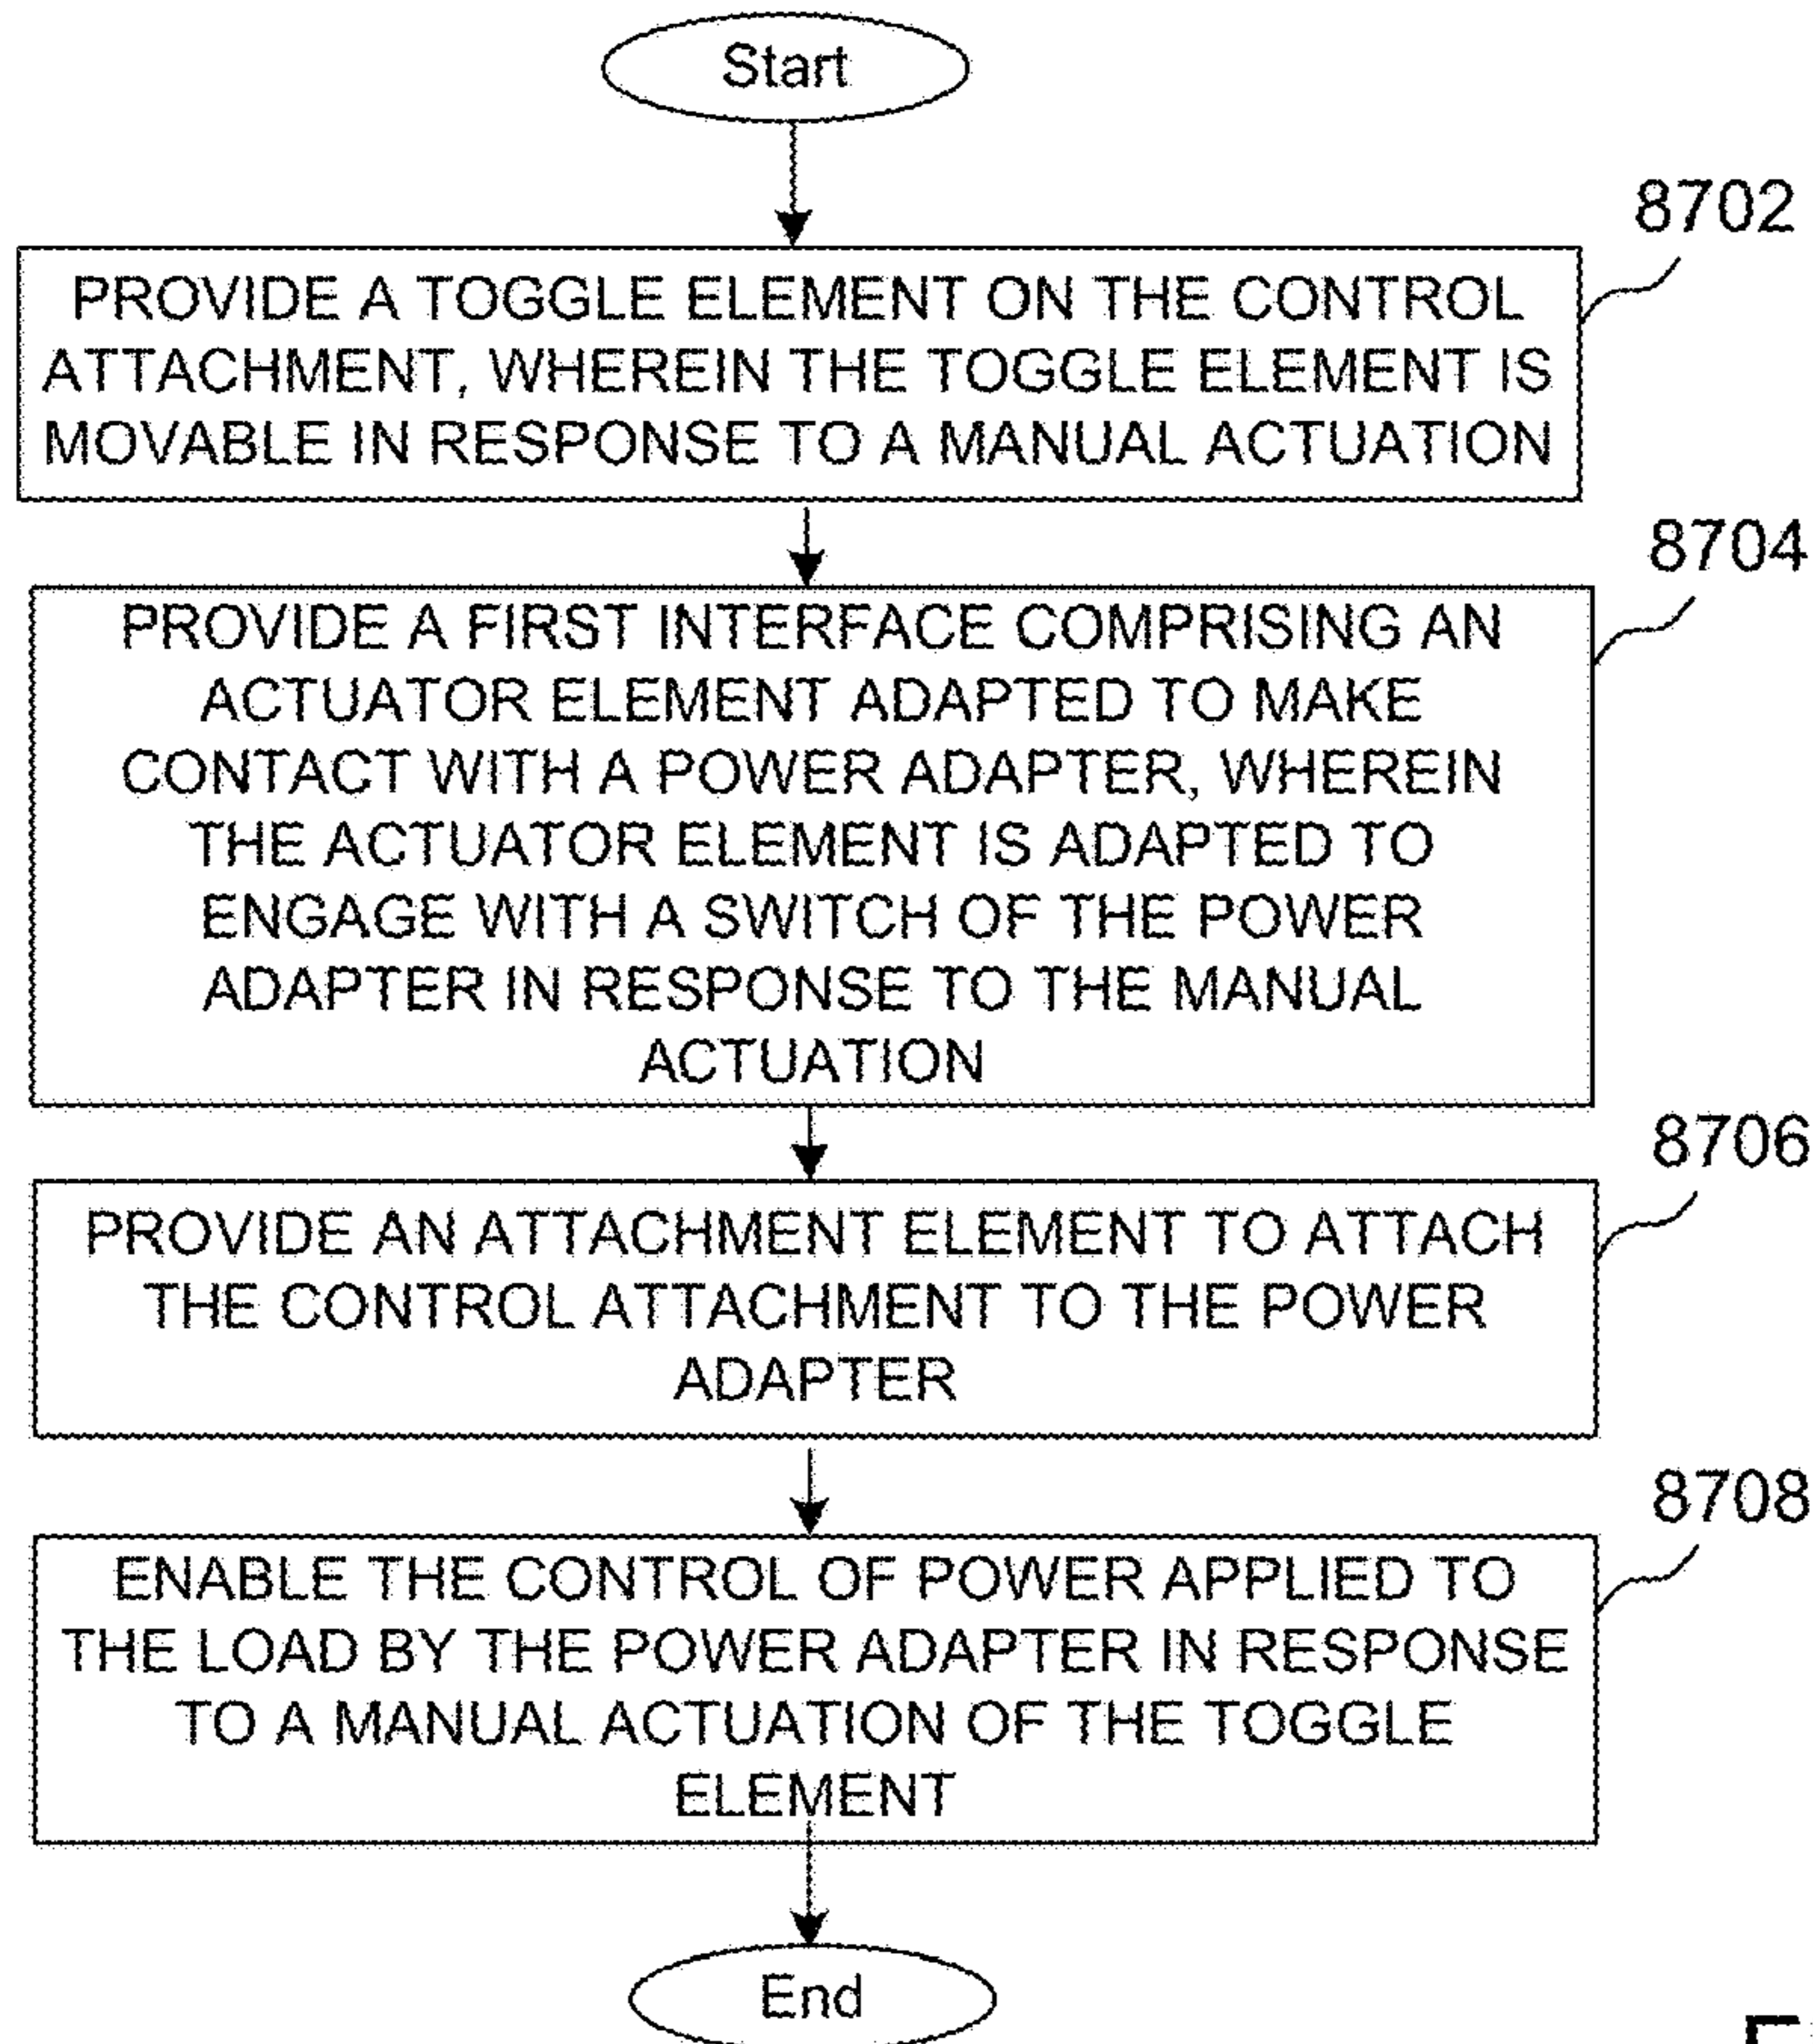 Start
8702
PROVIDE A TOGGLE ELEMENT ON THE CONTROL
ATTACHMENT, WHEREIN THE TOGGLE ELEMENT IS
MOVABLE IN RESPONSE TO A MANUAL ACTUATION
8704
PROVIDE A FIRST INTERFACE COMPRISING AN
ACTUATOR ELEMENT ADAPTED TO MAKE
CONTACT WITH A POWER ADAPTER, WHEREIN
THE ACTUATOR ELEMENT IS ADAPTED TO
ENGAGE WITH A SWITCH OF THE POWER
ADAPTER IN RESPONSE TO THE MANUAL
ACTUATION
8706
PROVIDE AN ATTACHMENT ELEMENT TO ATTACH
THE CONTROL ATTACHMENT TO THE POWER
ADAPTER
8708
ENABLE THE CONTROL OF POWER APPLIED TO
THE LOAD BY THE POWER ADAPTER IN RESPONSE
TO A MANUAL ACTUATION OF THE TOGGLE
ELEMENT
End